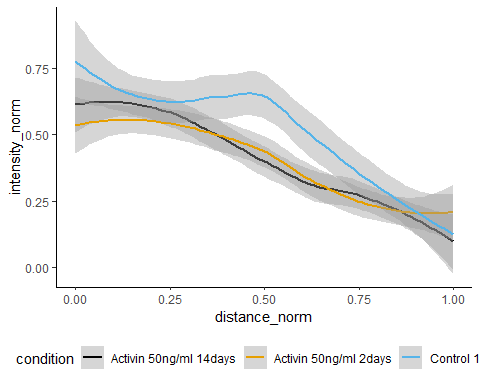 0.75
0.50
0.25
0.00
intensity_norm
0.00 0.25 0.50 0.75 1.00
distance_norm
condition Activin 50ng/ml 14days Activin 50ng/ml 2days Control 1